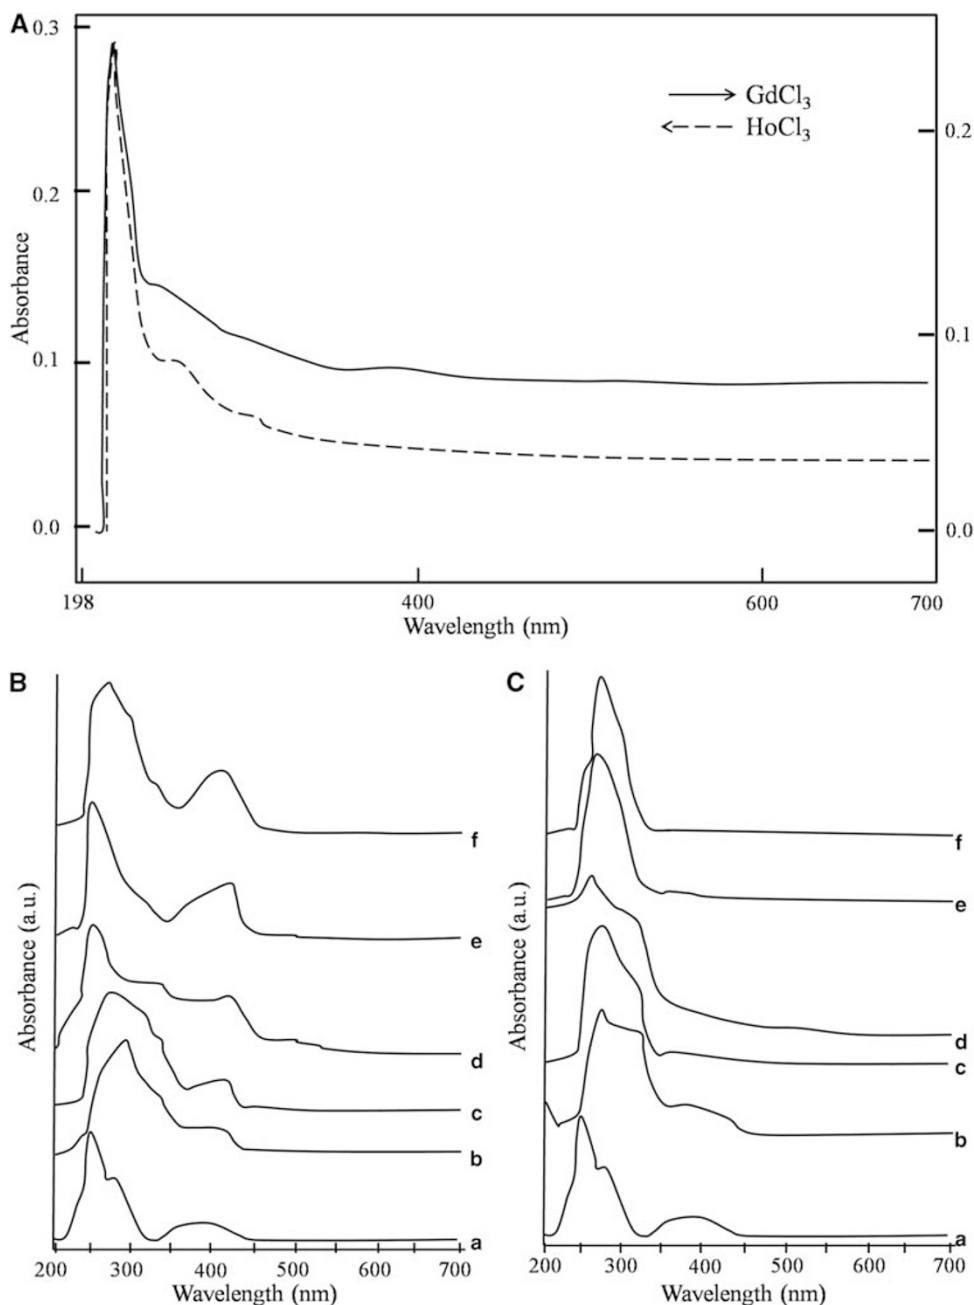 A
0.3
0.2
0.1
0.0
Absorbance
GdCl3
HoCl3
0.2
0.1
0.0
198
400
600
700
Wavelength (nm)
B
Absorbance (a.u.)
f
e
d
c
b
a
200
300
400
500
600
700
Wavelength (nm)
C
Absorbance (a.u.)
f
e
d
c
b
a
200
300
400
500
600
700
Wavelength (nm)